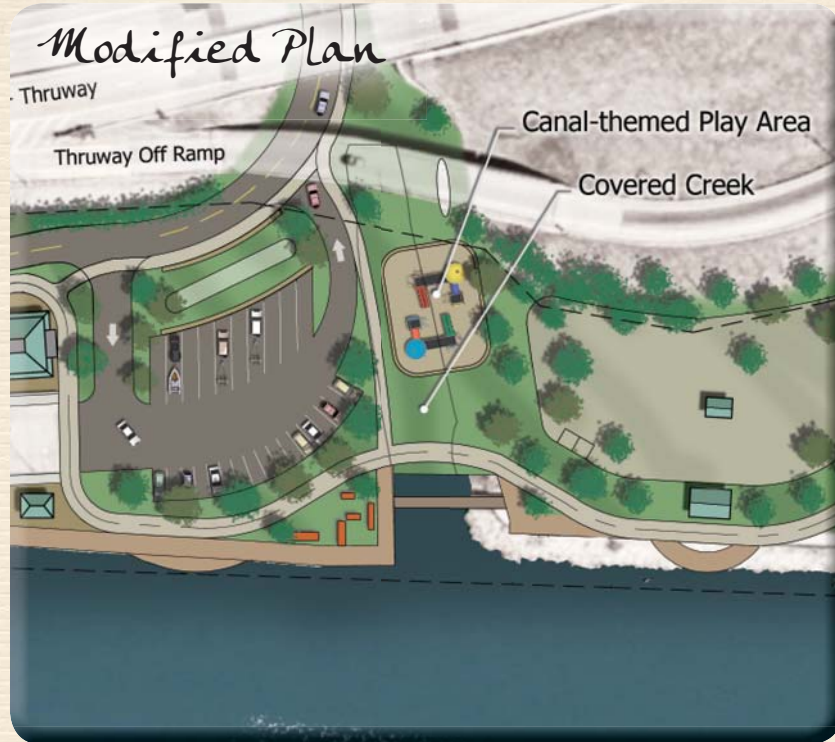 Modified Plan
- Thruway
Thruway Off Ramp
Canal-themed Play Area
Covered Creek